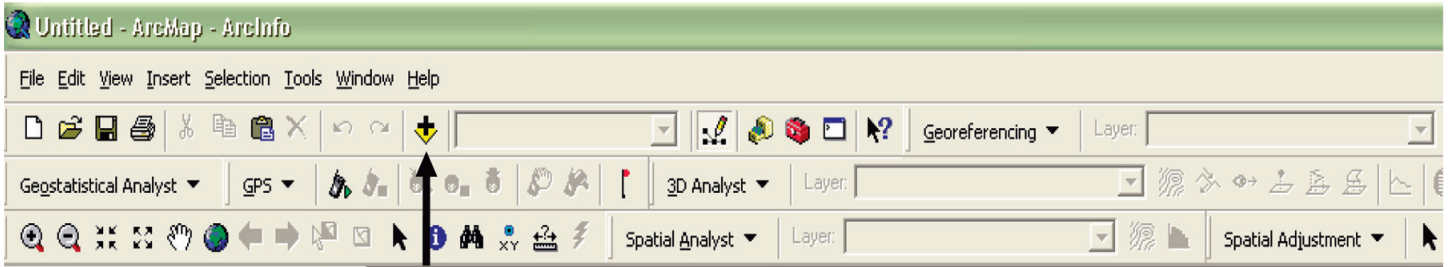 Untitled - ArcMap - ArcInfo
File Edit View Insert Selection Tools Window Help
Georeferencing Layer:
Geostatistical Analyst GPS 3D Analyst Layer:
XY ? Spatial Analyst Layer: Spatial Adjustment